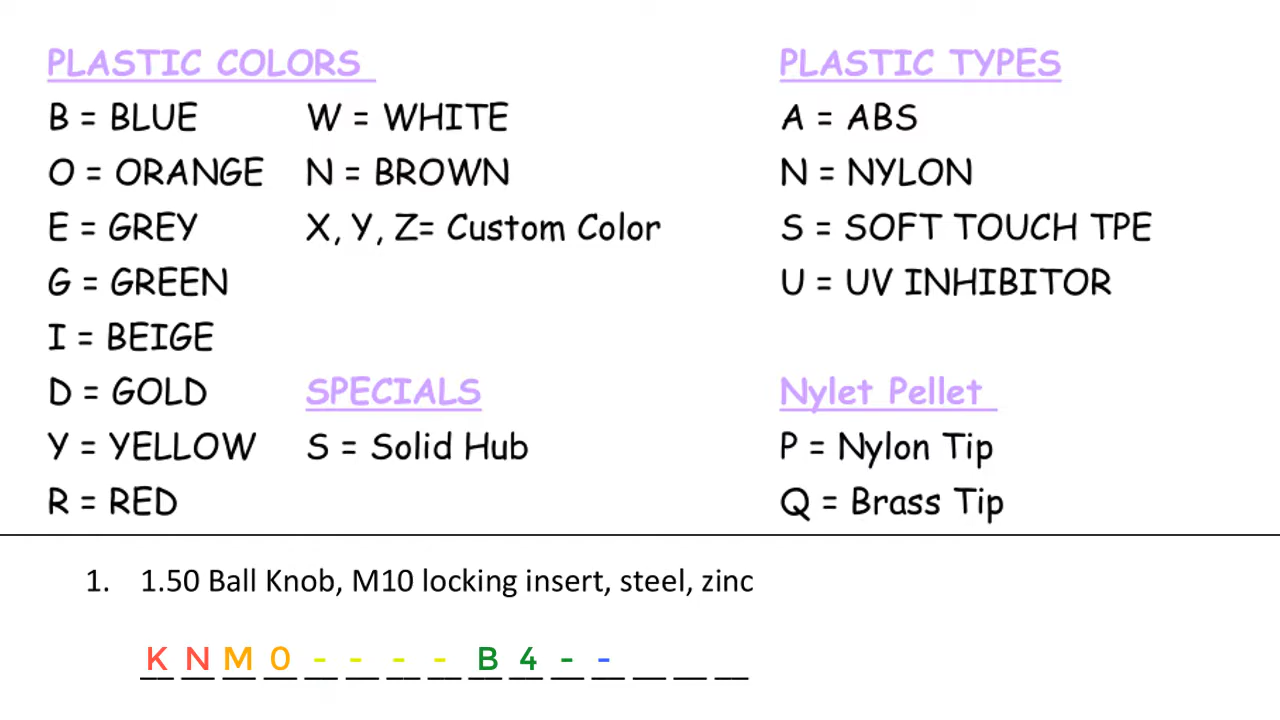 PLASTIC COLORS
B = BLUE
O = ORANGE
E = GREY
G = GREEN
I = BEIGE
D = GOLD
Y = YELLOW
R = RED
W = WHITE
N = BROWN
X, Y, Z= Custom Color
SPECIALS
S = Solid Hub
PLASTIC TYPES
A = ABS
N = NYLON
S = SOFT TOUCH TPE
U = UV INHIBITOR
Nylet Pellet
P = Nylon Tip
Q = Brass Tip
1. 1.50 Ball Knob, M10 locking insert, steel, zinc
K N M 0 - - - - B 4 - -